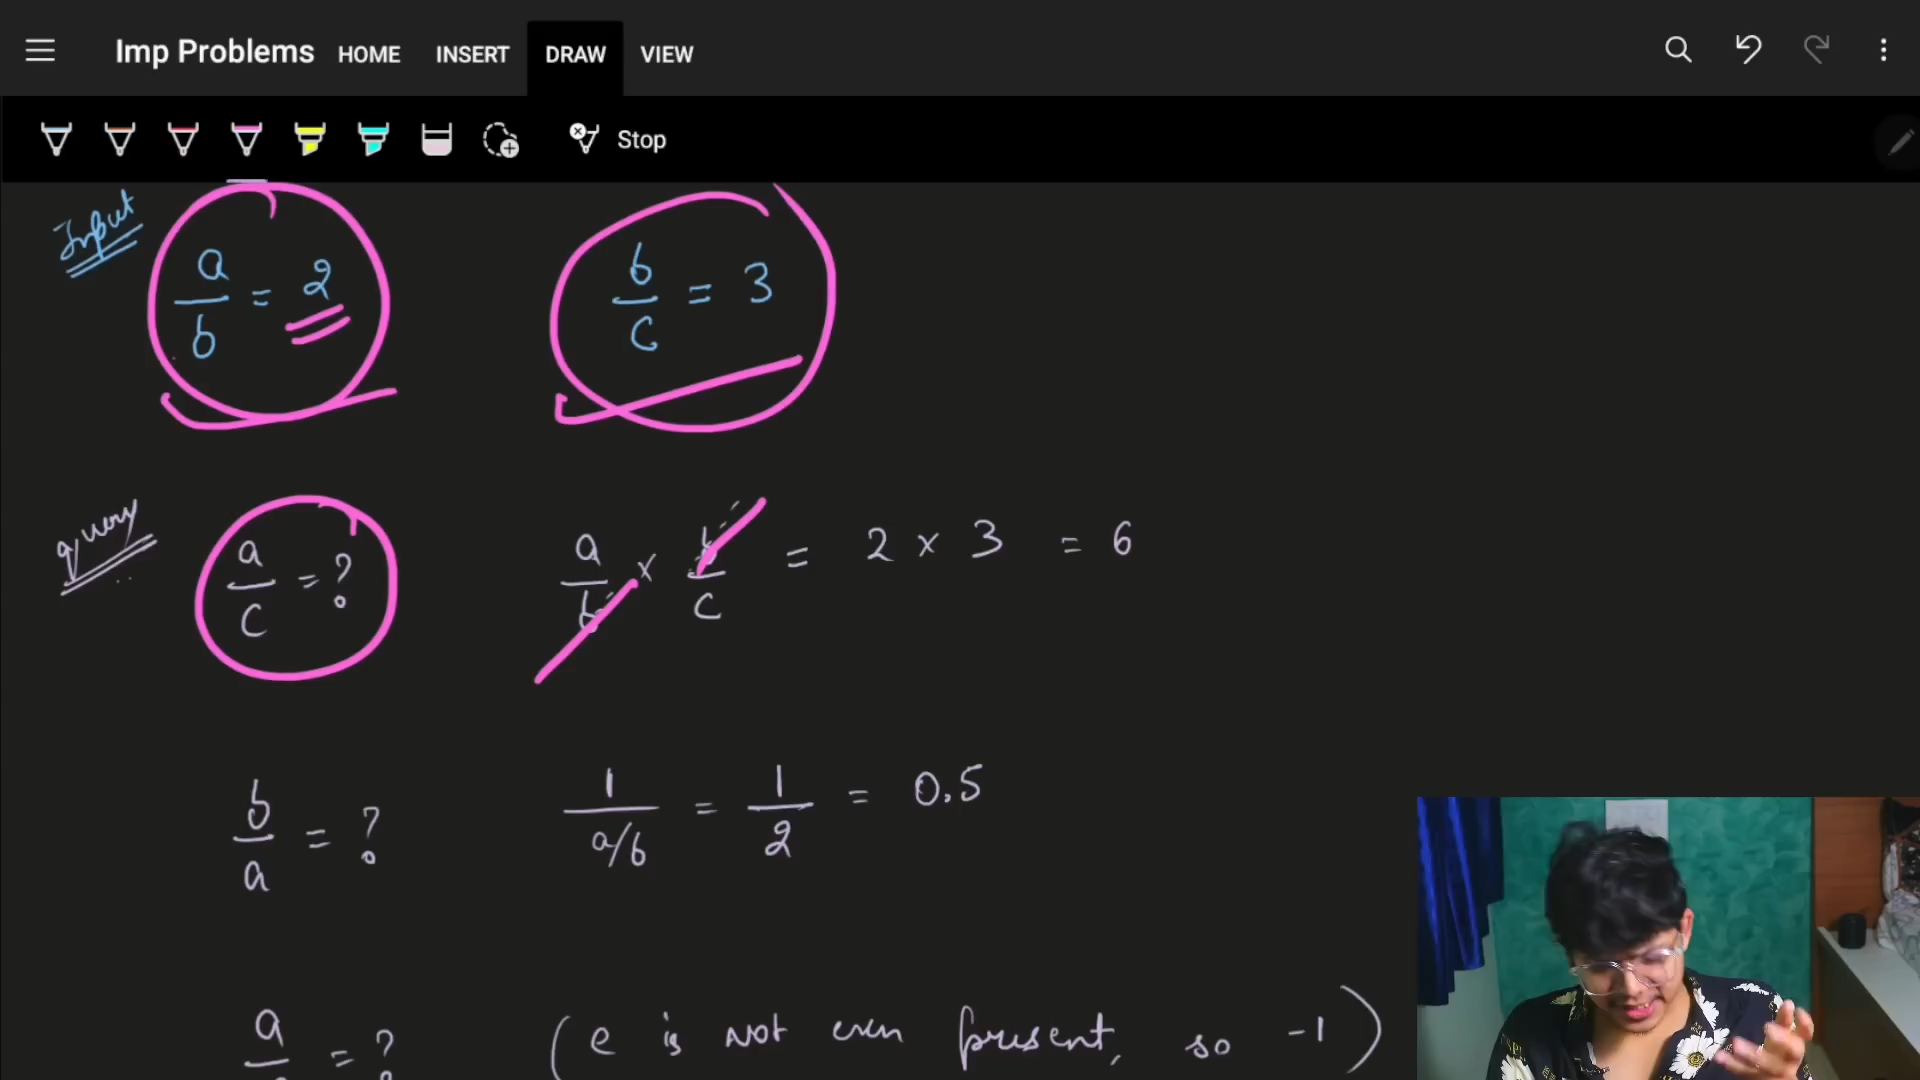 Imp Problems HOME INSERT DRAW VIEW
Stop
Input
a/b = 2 b/c = 3
query
a/c = ? a/b x b/c = 2 x 3 = 6
b/a = ? 1/a/b = 1/2 = 0.5
a = ? (e is not even present, so -1)